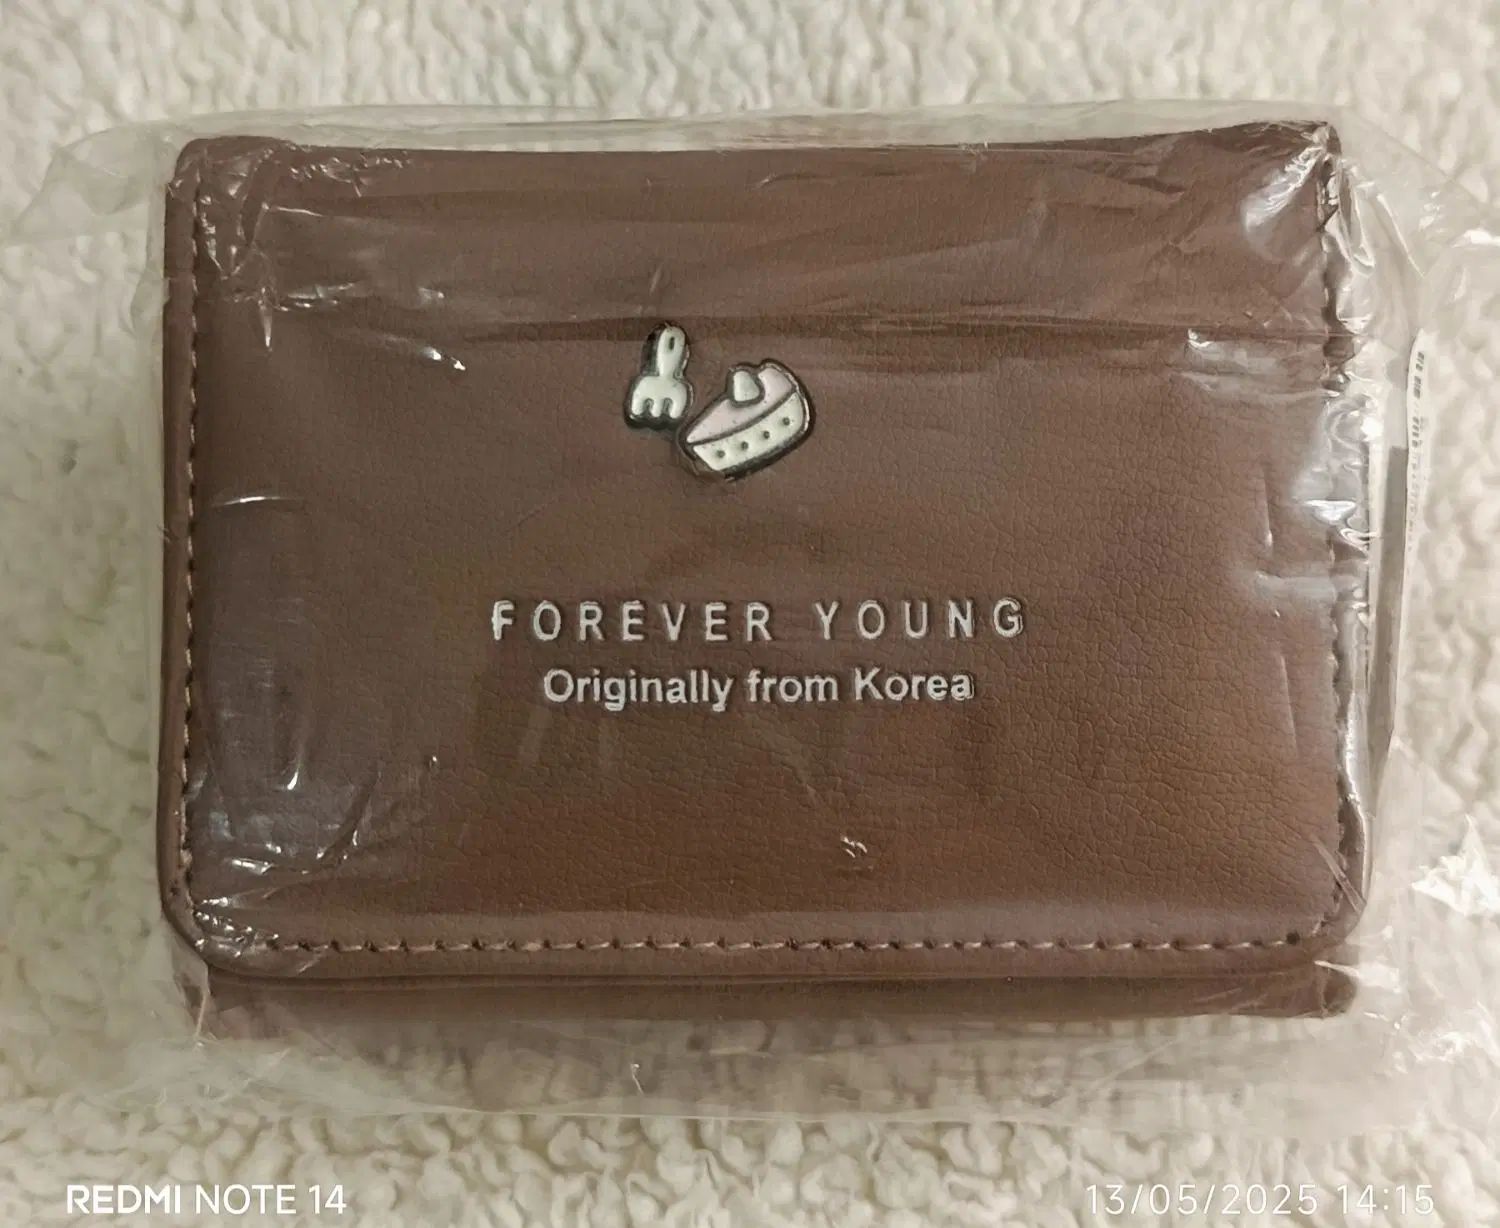 FOREVER YOUNG
Originally from Korea
REDMI NOTE 14
13/05/2025 14:15